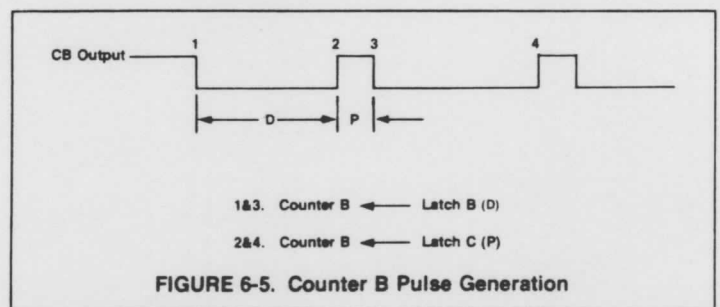 1 2 3 4
CB Output
D P
1&3. Counter B Latch B (D)
2&4. Counter B Latch C (P)
FIGURE 6-5. Counter B Pulse Generation